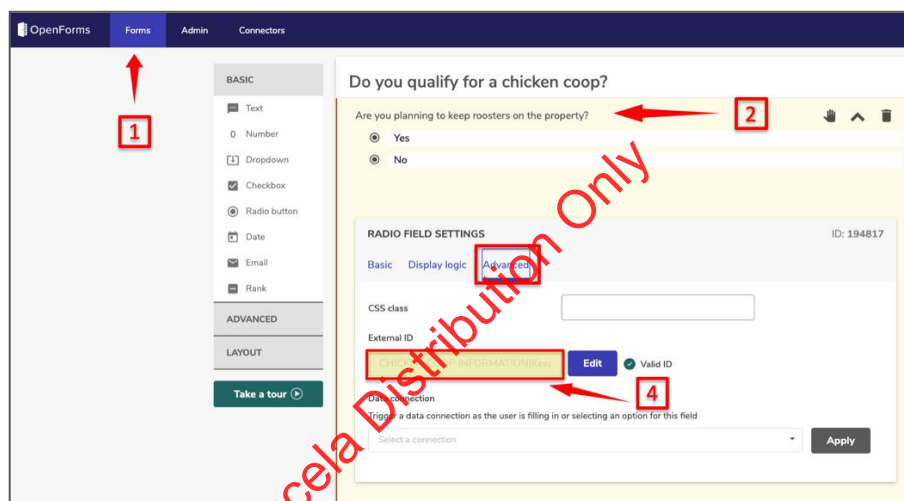 OpenForms Forms Admin Connectors
1
BASIC
Text
0 Number
Dropdown
Checkbox
Radio button
Date
Email
Rank
ADVANCED
LAYOUT
Take a tour
Do you qualify for a chicken coop?
Are you planning to keep roosters on the property?
2
Yes
No
RADIO FIELD SETTINGS ID: 194817
Basic Display logic Advanced
CSS class
External ID
INFORMATION(Kee Edit Valid ID
4
Data connection
Trigger a data connection as the user is filling in or selecting an option for this field
Select a connection Apply
cela Distribution Only